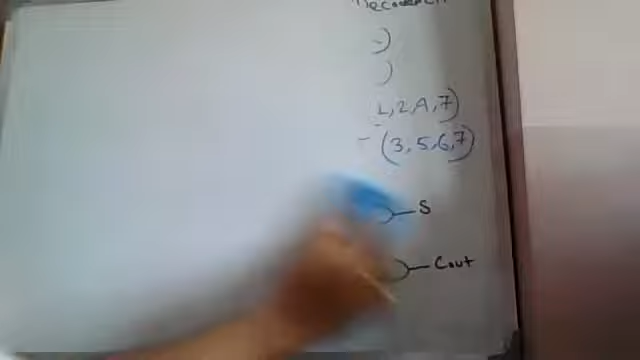 )
)
1,2,4,7)
(3,5,6,7)
S
Cout